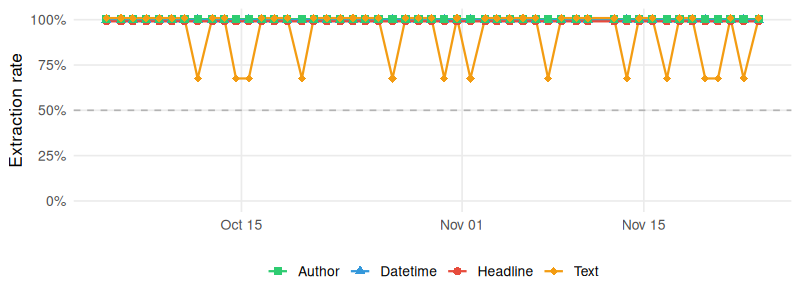 Extraction rate
100%
75%
50%
25%
0%
Oct 15 Nov 01 Nov 15
Author Datetime Headline Text